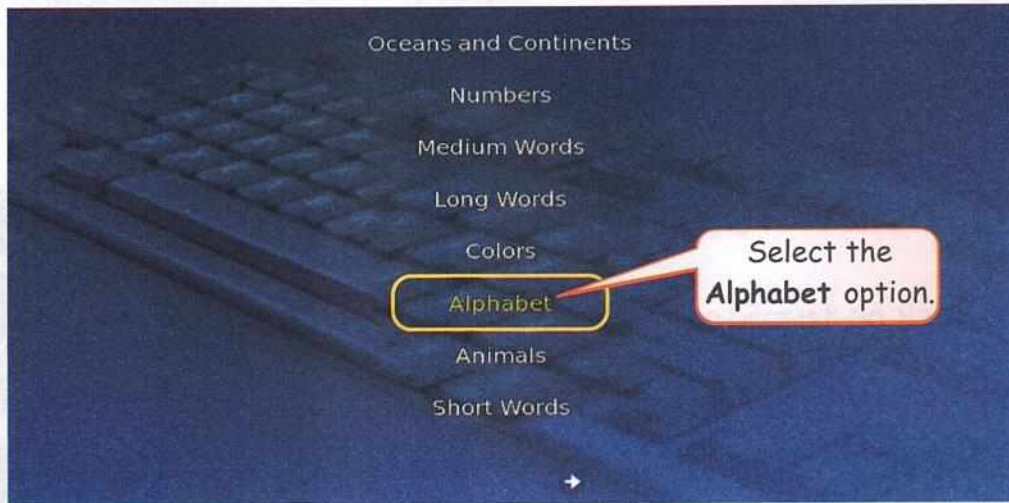 Oceans and Continents
Numbers
Medium Words
Long Words
Colors
Alphabet
Animals
Short Words
Select the
Alphabet option.